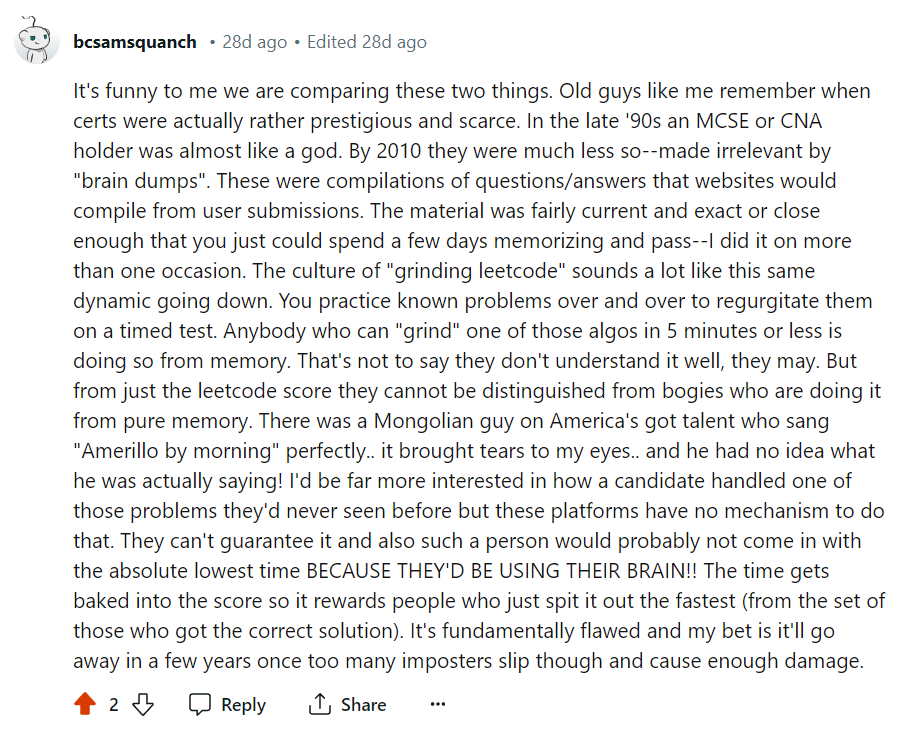 bcsamsquanch • 28d ago • Edited 28d ago
It's funny to me we are comparing these two things. Old guys like me remember when
certs were actually rather prestigious and scarce. In the late '90s an MCSE or CNA
holder was almost like a god. By 2010 they were much less so--made irrelevant by
"brain dumps". These were compilations of questions/answers that websites would
compile from user submissions. The material was fairly current and exact or close
enough that you just could spend a few days memorizing and pass--I did it on more
than one occasion. The culture of "grinding leetcode" sounds a lot like this same
dynamic going down. You practice known problems over and over to regurgitate them
on a timed test. Anybody who can "grind" one of those algos in 5 minutes or less is
doing so from memory. That's not to say they don't understand it well, they may. But
from just the leetcode score they cannot be distinguished from bogies who are doing it
from pure memory. There was a Mongolian guy on America's got talent who sang
"Amerillo by morning" perfectly.. it brought tears to my eyes.. and he had no idea what
he was actually saying! I'd be far more interested in how a candidate handled one of
those problems they'd never seen before but these platforms have no mechanism to do
that. They can't guarantee it and also such a person would probably not come in with
the absolute lowest time BECAUSE THEY'D BE USING THEIR BRAIN!! The time gets
baked into the score so it rewards people who just spit it out the fastest (from the set of
those who got the correct solution). It's fundamentally flawed and my bet is it'll go
away in a few years once too many imposters slip though and cause enough damage.
2 Reply Share ...